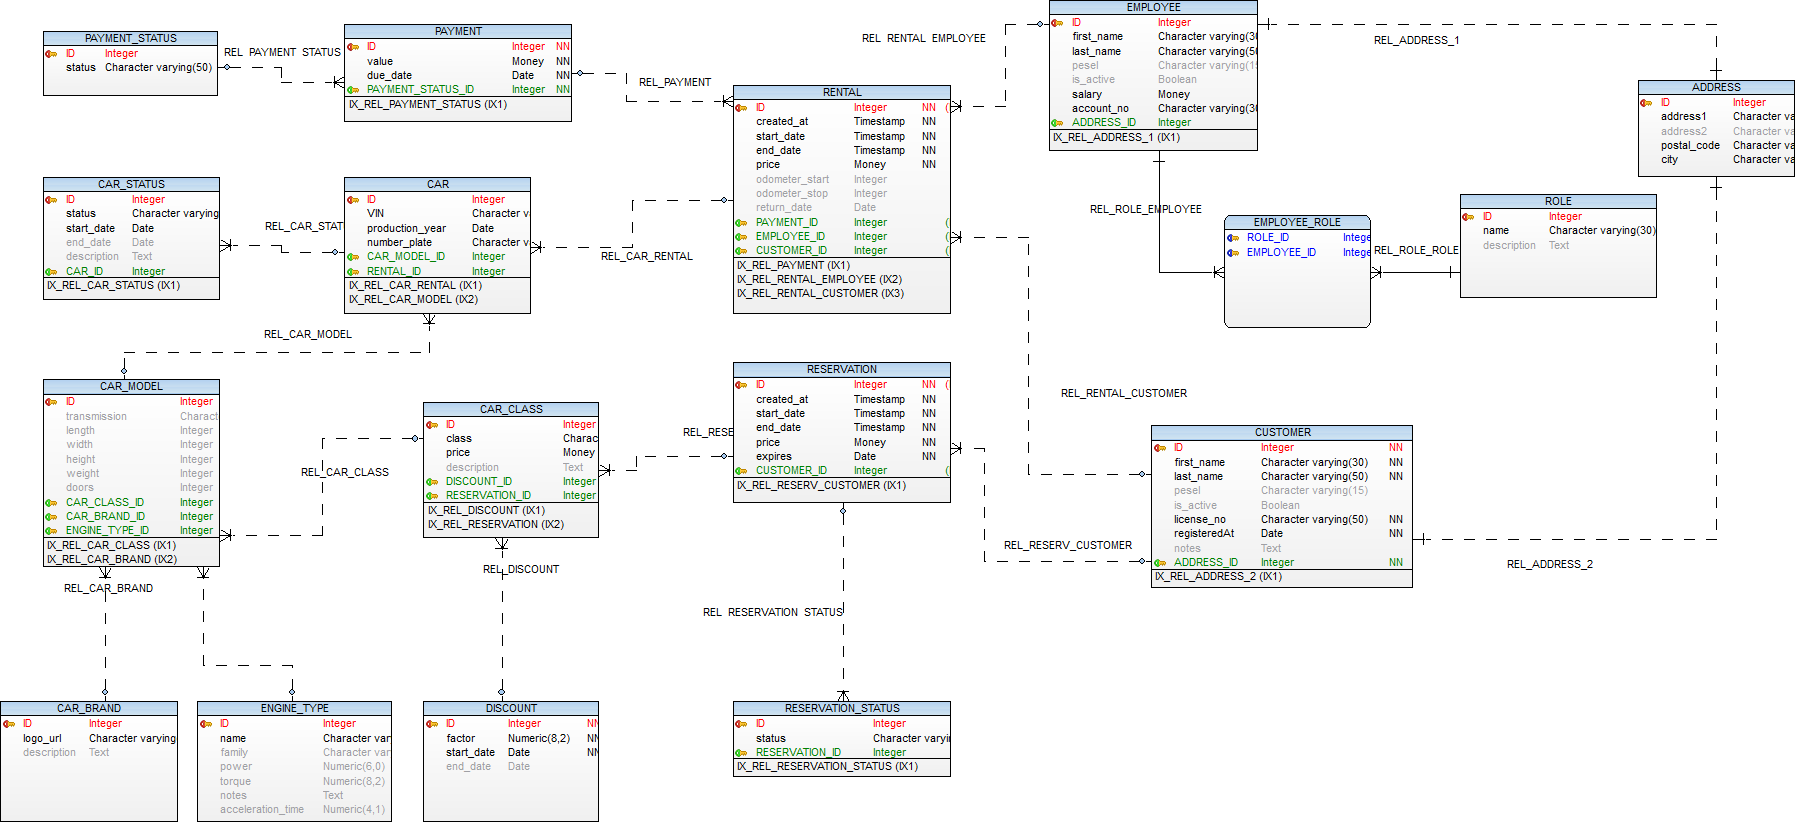 PAYMENT_STATUS
ID Integer
status Character varying(50)
REL_PAYMENT_STATUS
PAYMENT
ID Integer NN
value Money NN
due_date Date NN
PAYMENT_STATUS_ID Integer NN
IX_REL_PAYMENT_STATUS (IX1)
REL_PAYMENT
RENTAL
ID Integer NN (
created_at Timestamp NN
start_date Timestamp NN
end_date Timestamp NN
price Money NN
odometer_start Integer
odometer_stop Integer
return_date Date
PAYMENT_ID Integer (
EMPLOYEE_ID Integer (
CUSTOMER_ID Integer (
IX_REL_PAYMENT (IX1)
IX_REL_RENTAL_EMPLOYEE (IX2)
IX_REL_RENTAL_CUSTOMER (IX3)
REL_RENTAL_EMPLOYEE
EMPLOYEE
ID Integer
first_name Character varying(30
last_name Character varying(50
pesel Character varying(15
is_active Boolean
salary Money
account_no Character varying(30
ADDRESS_ID Integer
IX_REL_ADDRESS_1 (IX1)
REL_ADDRESS_1
ADDRESS
ID Integer
address1 Character va
address2 Character va
postal_code Character va
city Character va
CAR_STATUS
ID Integer
status Character varying
start_date Date
end_date Date
description Text
CAR_ID Integer
IX_REL_CAR_STATUS (IX1)
REL_CAR_STAT
CAR
ID Integer
VIN Character v
production_year Date
number_plate Character v
CAR_MODEL_ID Integer
RENTAL_ID Integer
IX_REL_CAR_RENTAL (IX1)
IX_REL_CAR_MODEL (IX2)
REL_CAR_RENTAL
REL_ROLE_EMPLOYEE
EMPLOYEE_ROLE
ROLE_ID Intege
EMPLOYEE_ID Intege
REL_ROLE_ROLE
ROLE
ID Integer
name Character varying(30)
description Text
REL_CAR_MODEL
CAR_MODEL
ID Integer
transmission Charact
length Integer
width Integer
height Integer
weight Integer
doors Integer
CAR_CLASS_ID Integer
CAR_BRAND_ID Integer
ENGINE_TYPE_ID Integer
IX_REL_CAR_CLASS (IX1)
IX_REL_CAR_BRAND (IX2)
REL_CAR_CLASS
CAR_CLASS
ID Integer
class Charac
price Money
description Text
DISCOUNT_ID Integer
RESERVATION_ID Integer
IX_REL_DISCOUNT (IX1)
IX_REL_RESERVATION (IX2)
REL_RESE
RESERVATION
ID Integer NN (
created_at Timestamp NN
start_date Timestamp NN
end_date Timestamp NN
price Money NN
expires Date NN
CUSTOMER_ID Integer (
IX_REL_RESERV_CUSTOMER (IX1)
REL_RENTAL_CUSTOMER
CUSTOMER
ID Integer NN
first_name Character varying(30) NN
last_name Character varying(50) NN
pesel Character varying(15)
is_active Boolean
license_no Character varying(50) NN
registeredAt Date NN
notes Text
ADDRESS_ID Integer NN
IX_REL_ADDRESS_2 (IX1)
REL_RESERV_CUSTOMER
REL_ADDRESS_2
REL_CAR_BRAND
REL_DISCOUNT
REL_RESERVATION_STATUS
CAR_BRAND
ID Integer
logo_url Character varying
description Text
ENGINE_TYPE
ID Integer
name Character var
family Character var
power Numeric(6,0)
torque Numeric(8,2)
notes Text
acceleration_time Numeric(4,1)
DISCOUNT
ID Integer NN
factor Numeric(8,2) NN
start_date Date NN
end_date Date
RESERVATION_STATUS
ID Integer
status Character varyi
RESERVATION_ID Integer
IX_REL_RESERVATION_STATUS (IX1)